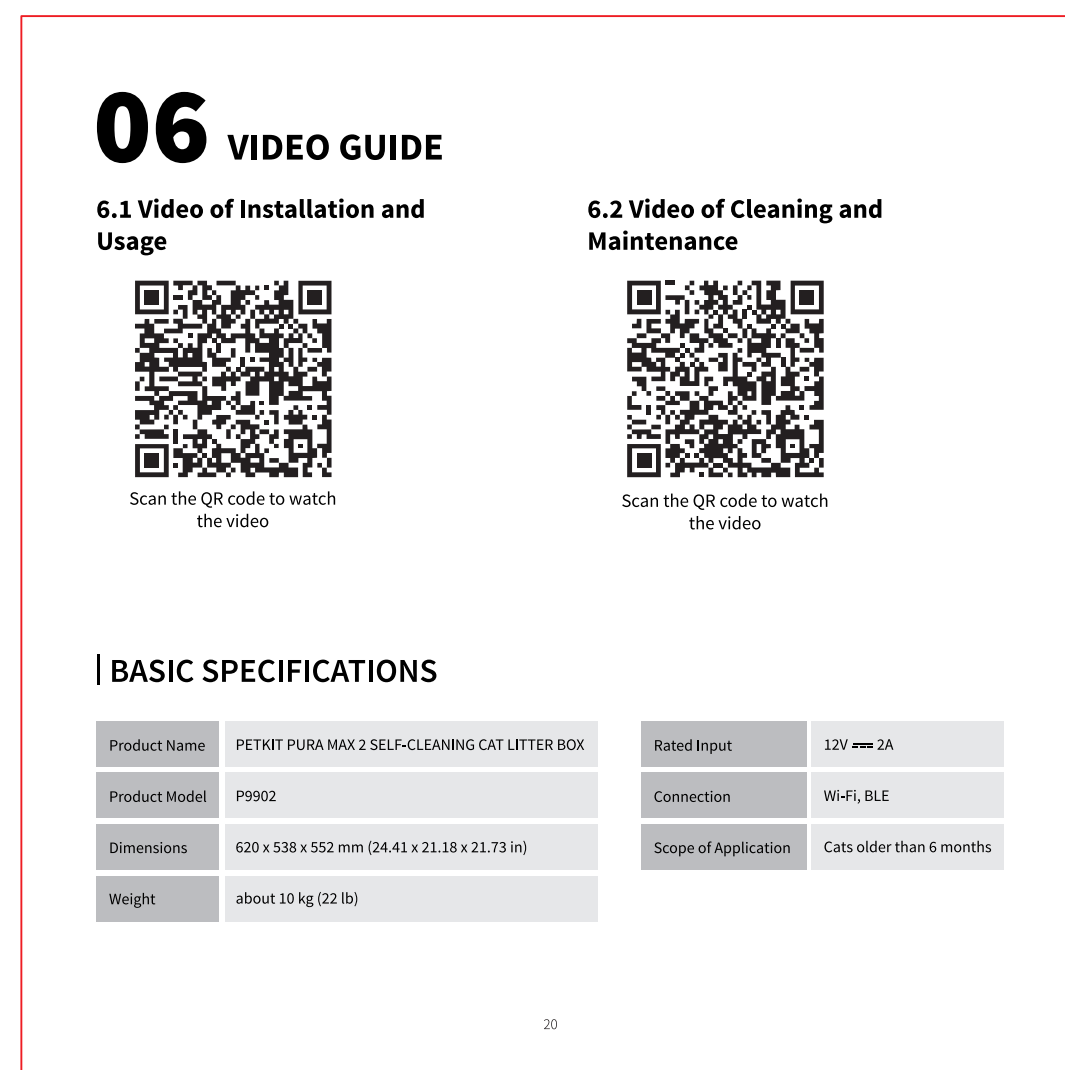 06 VIDEO GUIDE
6.1 Video of Installation and
Usage
Scan the QR code to watch
the video
6.2 Video of Cleaning and
Maintenance
Scan the QR code to watch
the video
BASIC SPECIFICATIONS
Product Name PETKIT PURA MAX 2 SELF-CLEANING CAT LITTER BOX
Product Model P9902
Dimensions 620 x 538 x 552 mm (24.41 x 21.18 x 21.73 in)
Weight about 10 kg (22 lb)
Rated Input 12V ⎓ 2A
Connection Wi-Fi, BLE
Scope of Application Cats older than 6 months
20